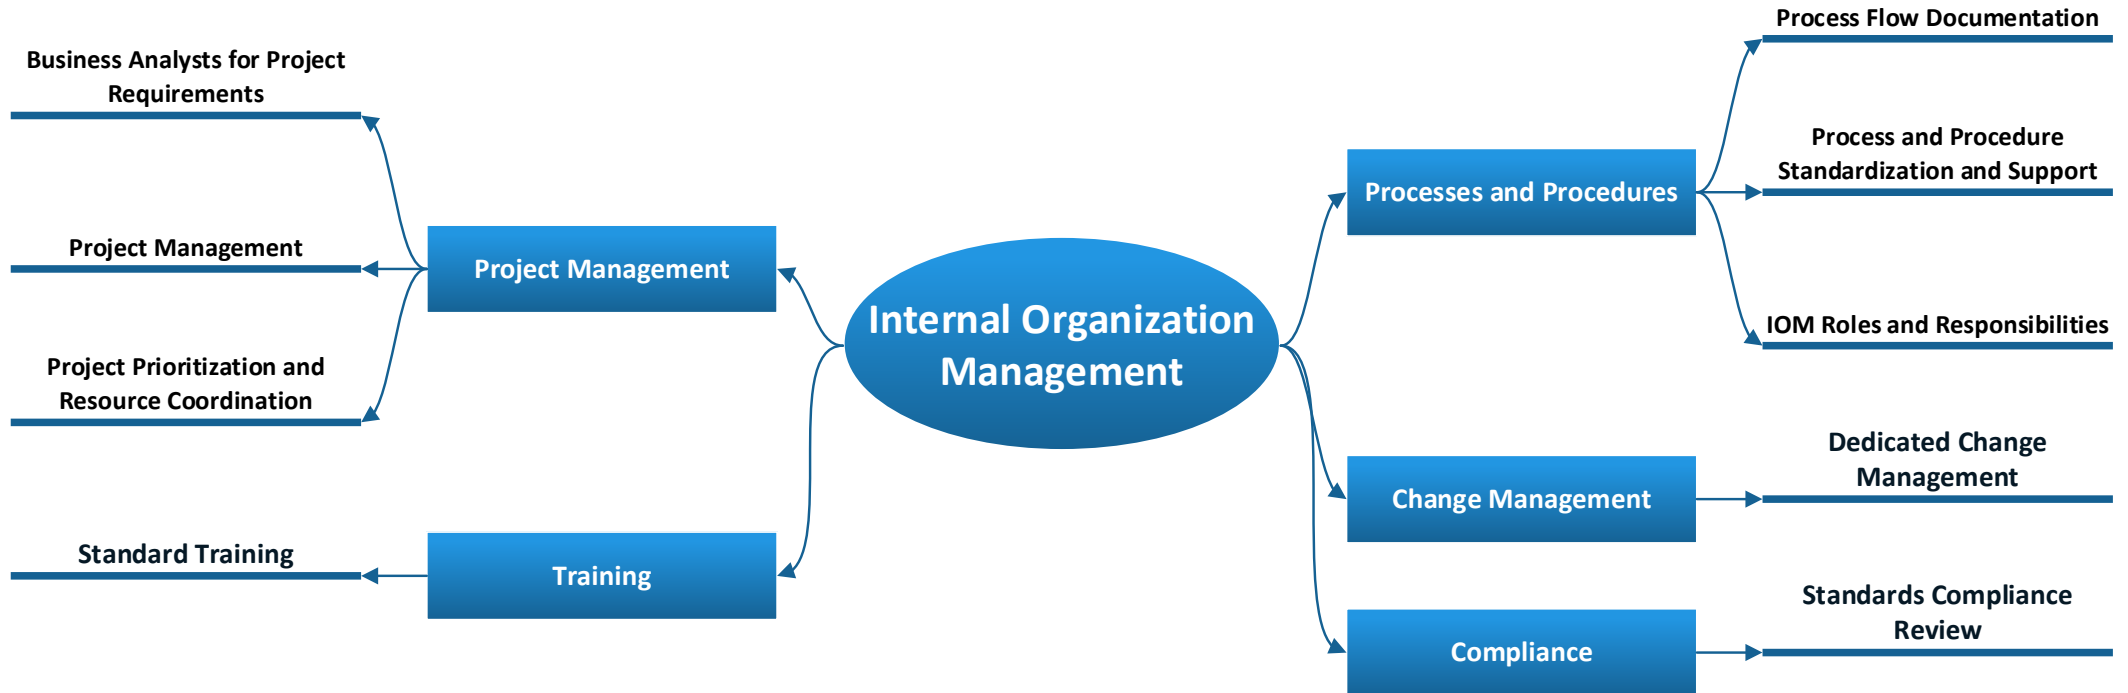 Business Analysts for Project
Requirements
Project Management
Project Prioritization and
Resource Coordination
Standard Training
Project Management
Training
Internal Organization
Management
Processes and Procedures
Change Management
Compliance
Process Flow Documentation
Process and Procedure
Standardization and Support
IOM Roles and Responsibilities
Dedicated Change
Management
Standards Compliance
Review